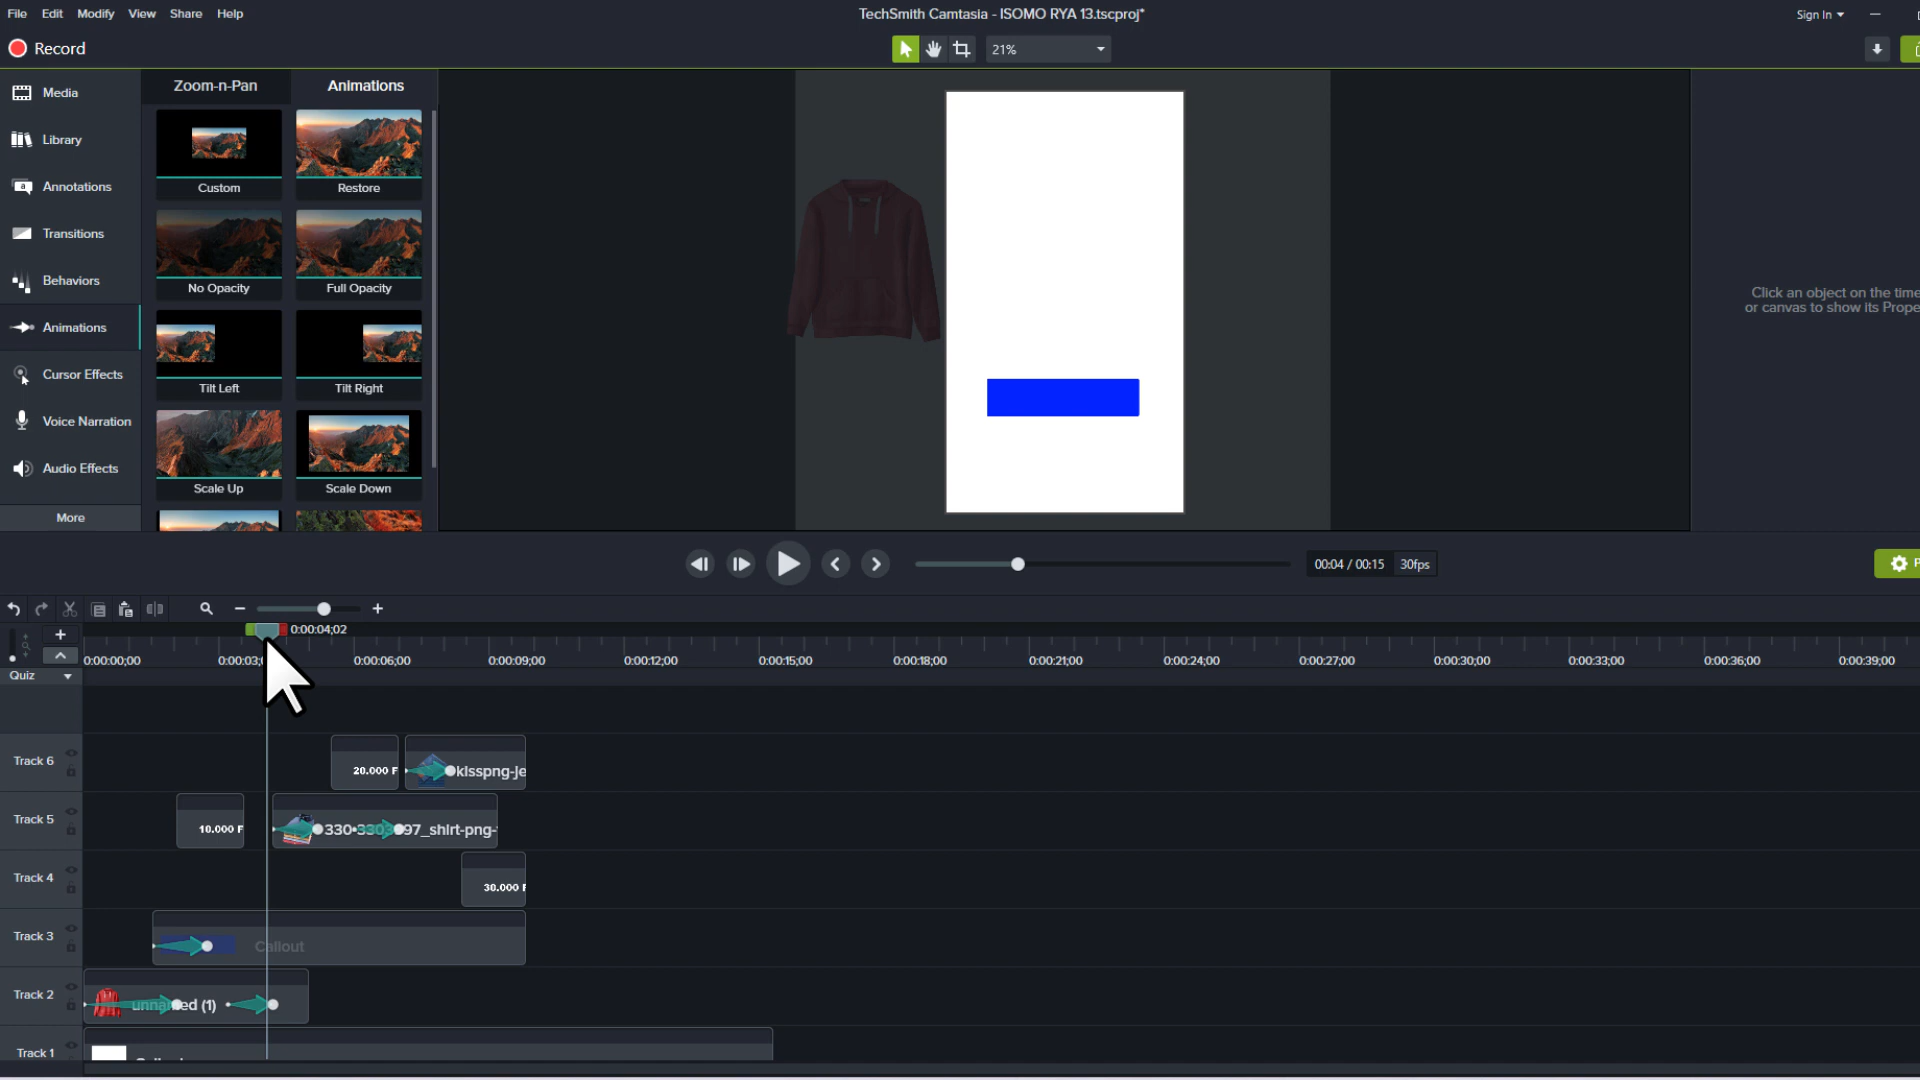 File Edit Modify View Share Help
TechSmith Camtasia - ISOMO RYA 13.tscproj*
Sign In
Record
21%
Media
Library
Annotations
Transitions
Behaviors
Animations
Cursor Effects
Voice Narration
Audio Effects
More
Zoom-n-Pan Animations
Custom Restore
No Opacity Full Opacity
Tilt Left Tilt Right
Scale Up Scale Down
Click an object on the time
or canvas to show its Prope
00:04 / 00:15 30fps
P
0:00:04;02
0:00:00;00 0:00:03; 0:00:06;00 0:00:09;00 0:00:12;00 0:00:15;00 0:00:18;00 0:00:21;00 0:00:24;00 0:00:27;00 0:00:30;00 0:00:33;00 0:00:36;00 0:00:39;00
Quiz
Track 6 20.000 F kisspng-je
Track 5 10.000 F 330-3303497_shirt-png-
Track 4 30.000 F
Track 3 Callout
Track 2 unnamed (1)
Track 1